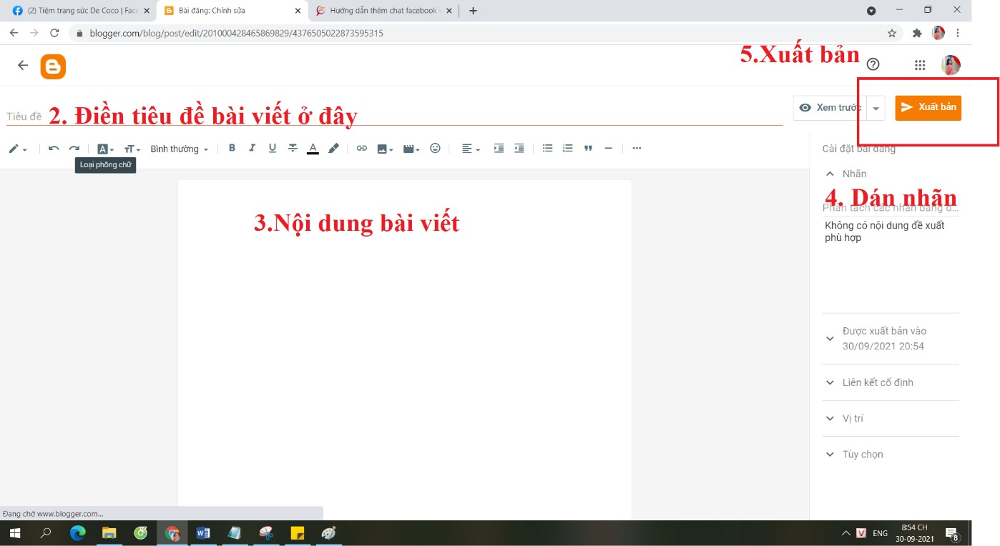 (2) Tiệm trang sức De Coco | Face
Bài đăng: Chỉnh sửa
Hướng dẫn thêm chat facebook
blogger.com/blog/post/edit/201000428465869829/4376505022873595315
5.Xuất bản
Tiêu đề 2. Điền tiêu đề bài viết ở đây
Xem trước
Xuất bản
Bình thường
Loại phông chữ
Cài đặt bài đăng
Nhãn
4. Dán nhãn
Phân tách các nhãn bằng d...
Không có nội dung đề xuất
phù hợp
3.Nội dung bài viết
Được xuất bản vào
30/09/2021 20:54
Liên kết cố định
Vị trí
Tùy chọn
Đang chờ www.blogger.com...
ENG
8:54 CH
30-09-2021
8